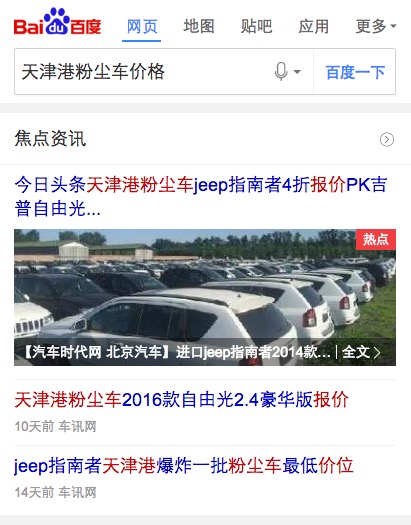 Bai du 百度
网页 地图 贴吧 应用 更多
天津港粉尘车价格 百度一下
焦点资讯
今日头条天津港粉尘车jeep指南者4折报价PK吉
普自由光...
热点
【汽车时代网 北京汽车】进口jeep指南者2014款... | 全文
天津港粉尘车2016款自由光2.4豪华版报价
10天前 车讯网
jeep指南者天津港爆炸一批粉尘车最低价位
14天前 车讯网